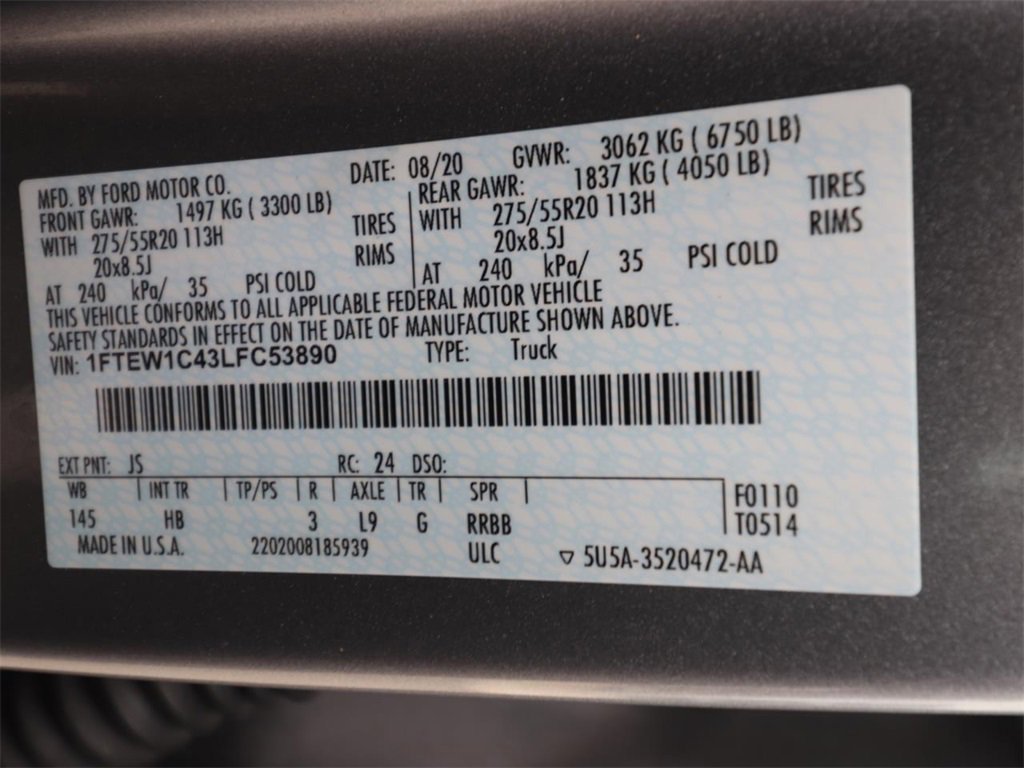 MFD. BY FORD MOTOR CO. DATE: 08/20 GVWR: 3062 KG ( 6750 LB)
FRONT GAWR: 1497 KG ( 3300 LB) REAR GAWR: 1837 KG ( 4050 LB)
WITH 275/55R20 113H TIRES WITH 275/55R20 113H TIRES
20x8.5J RIMS 20x8.5J RIMS
AT 240 kPa/ 35 PSI COLD AT 240 kPa/ 35 PSI COLD
THIS VEHICLE CONFORMS TO ALL APPLICABLE FEDERAL MOTOR VEHICLE
SAFETY STANDARDS IN EFFECT ON THE DATE OF MANUFACTURE SHOWN ABOVE.
VIN: 1FTEW1C43LFC53890 TYPE: Truck
EXT PNT: JS RC: 24 DSO:
WB INT TR TP/PS R AXLE TR SPR F0110
145 HB 3 L9 G RRBB T0514
MADE IN U.S.A. 2202008185939 ULC ▽ 5U5A-3520472-AA